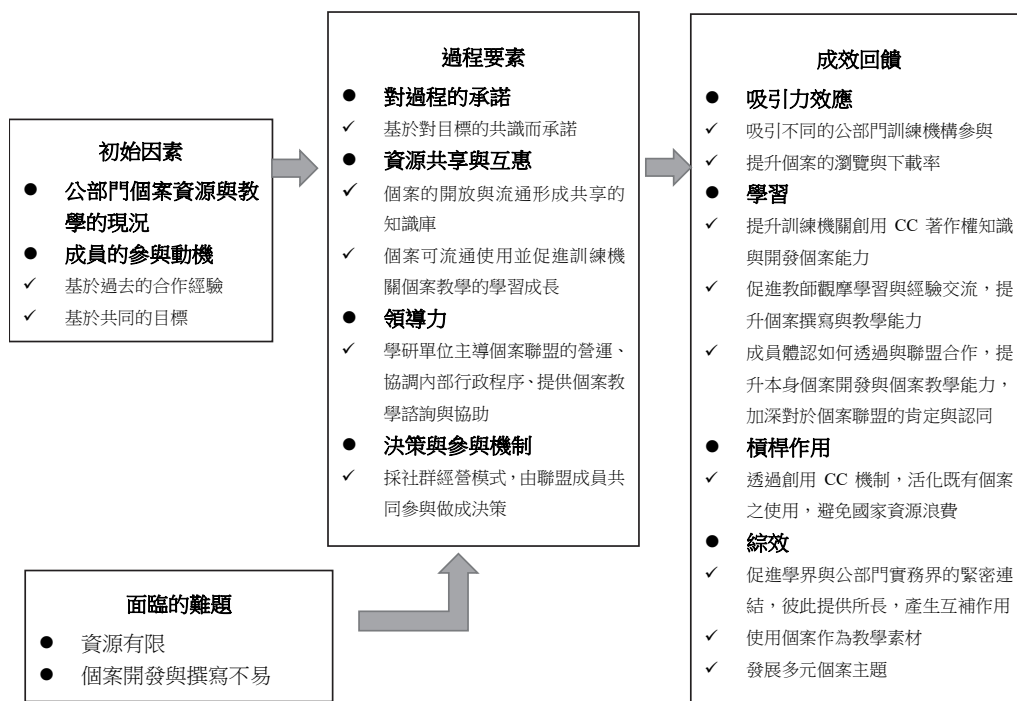 初始因素
● 公部門個案資源與教
學的現況
● 成員的參與動機
✓ 基於過去的合作經驗
✓ 基於共同的目標
過程要素
● 對過程的承諾
✓ 基於對目標的共識而承諾
● 資源共享與互惠
✓ 個案的開放與流通形成共享的
知識庫
✓ 個案可流通使用並促進訓練機
關個案教學的學習成長
● 領導力
✓ 學研單位主導個案聯盟的營運、
協調內部行政程序、提供個案教
學諮詢與協助
● 決策與參與機制
✓ 採社群經營模式，由聯盟成員共
同參與做成決策
面臨的難題
● 資源有限
● 個案開發與撰寫不易
成效回饋
● 吸引力效應
✓ 吸引不同的公部門訓練機構參與
✓ 提升個案的瀏覽與下載率
● 學習
✓ 提升訓練機關創用 CC 著作權知識
與開發個案能力
✓ 促進教師觀摩學習與經驗交流，提
升個案撰寫與教學能力
✓ 成員體認如何透過與聯盟合作，提
升本身個案開發與個案教學能力，
加深對於個案聯盟的肯定與認同
● 槓桿作用
✓ 透過創用 CC 機制，活化既有個案
之使用，避免國家資源浪費
● 綜效
✓ 促進學界與公部門實務界的緊密連
結，彼此提供所長，產生互補作用
✓ 使用個案作為教學素材
✓ 發展多元個案主題